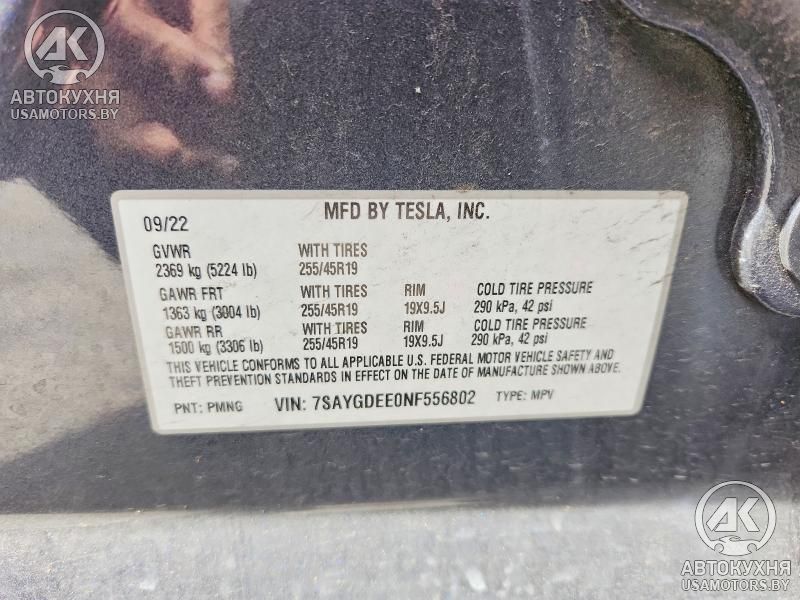 AK
АВТОКУХНЯ
USAMOTORS.BY
MFD BY TESLA, INC.
09/22
GVWR WITH TIRES
2369 kg (5224 lb) 255/45R19
GAWR FRT WITH TIRES RIM COLD TIRE PRESSURE
1363 kg (3004 lb) 255/45R19 19X9.5J 290 kPa, 42 psi
GAWR RR WITH TIRES RIM COLD TIRE PRESSURE
1500 kg (3306 lb) 255/45R19 19X9.5J 290 kPa, 42 psi
THIS VEHICLE CONFORMS TO ALL APPLICABLE U.S. FEDERAL MOTOR VEHICLE SAFETY AND
THEFT PREVENTION STANDARDS IN EFFECT ON THE DATE OF MANUFACTURE SHOWN ABOVE.
PNT: PMNG VIN: 7SAYGDEE0NF556802 TYPE: MPV
AK
АВТОКУХНЯ
USAMOTORS.BY